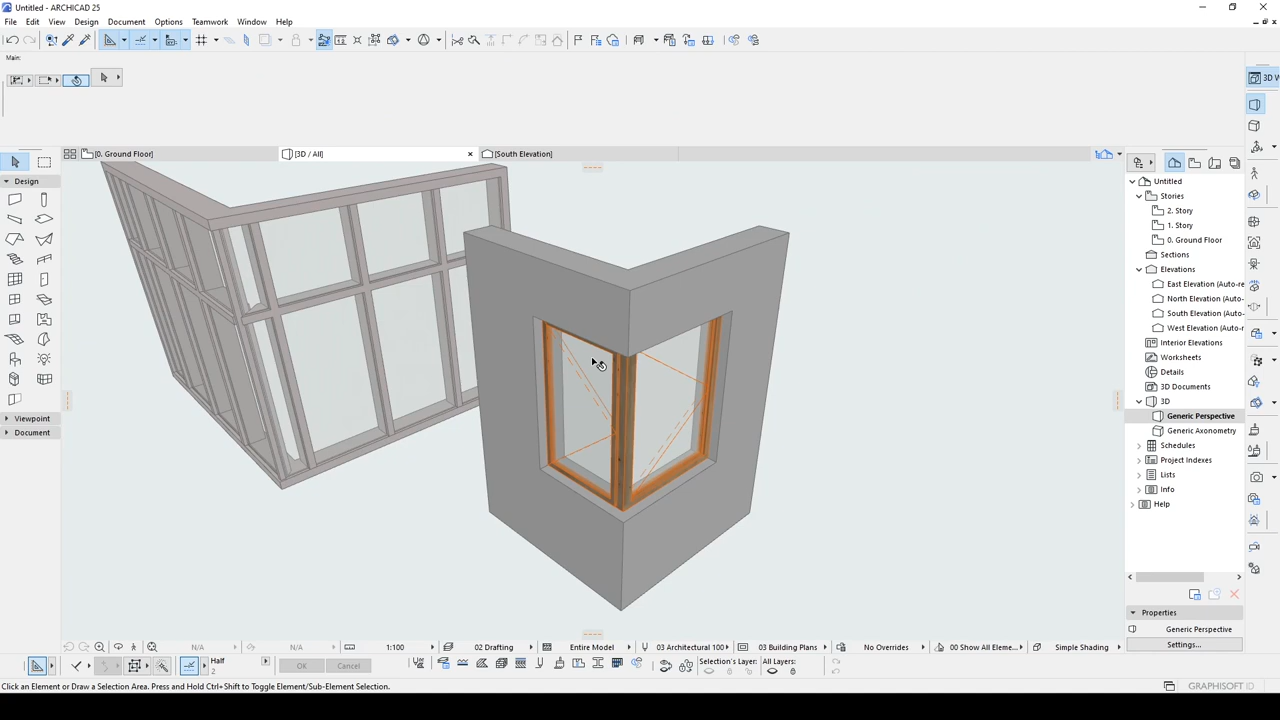 Untitled - ARCHICAD 25
File Edit View Design Document Options Teamwork Window Help
Main:
3D W
[0. Ground Floor]
[3D / All]
[South Elevation]
Design
Viewpoint
Document
Untitled
Stories
2. Story
1. Story
0. Ground Floor
Sections
Elevations
East Elevation (Auto-re
North Elevation (Auto-
South Elevation (Auto-re
West Elevation (Auto-re
Interior Elevations
Worksheets
Details
3D Documents
3D
Generic Perspective
Generic Axonometry
Schedules
Project Indexes
Lists
Info
Help
Properties
Generic Perspective
Settings...
N/A N/A 1:100 02 Drafting Entire Model 03 Architectural 100 03 Building Plans No Overrides 00 Show All Eleme... Simple Shading
Half
2
OK Cancel
Selection's Layer: All Layers:
Click an Element or Draw a Selection Area. Press and Hold Ctrl+Shift to Toggle Element/Sub-Element Selection.
GRAPHISOFT